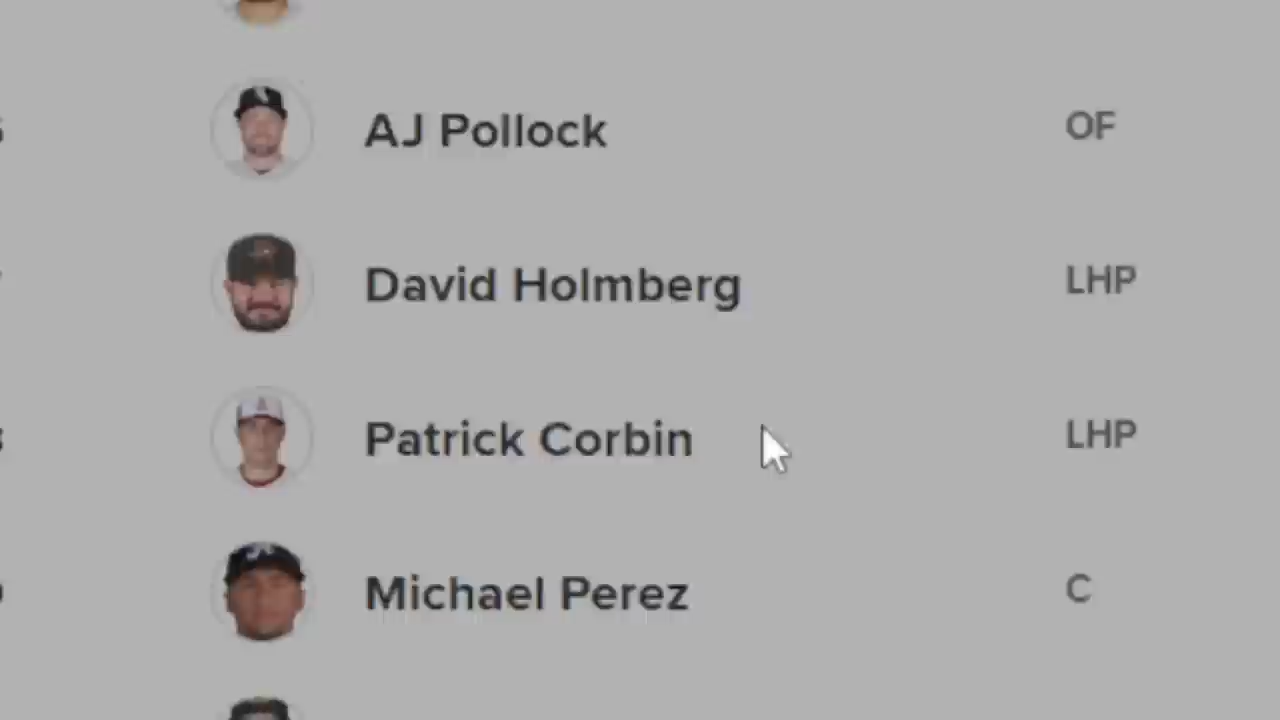 AJ Pollock OF
David Holmberg LHP
Patrick Corbin LHP
Michael Perez C